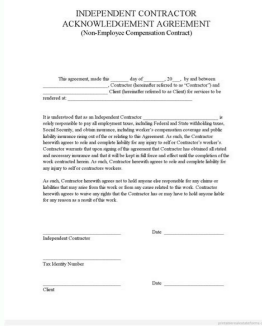 INDEPENDENT CONTRACTOR
ACKNOWLEDGEMENT AGREEMENT
(Non-Employee Compensation Contract)
This agreement, made the ______ day of ________, 20___, by and between
____________________, Contractor (hereinafter referred to as "Contractor") and
____________________, Client (hereinafter referred to as Client) for services to be
rendered at: ________________________________________
It is understood that as an Independent Contractor ____________________ is
solely responsible to pay all employment taxes, including Federal and State withholding taxes,
Social Security, and obtain insurance, including worker's compensation coverage and public
liability insurance rising out of the or relating to this Agreement. As such, the Contractor
herewith agrees to sole and complete liability for any injury to self/or Contractor's worker's.
Contractor warrants that upon signing of this agreement that Contractor has obtained all stated
and necessary insurance and that it will be kept in full force and effect until the completion of the
work contracted herein. As such, Contractor herewith agrees to sole and complete liability for
any injury to self/or contractors workers
As such, Contractor herewith agrees not to hold anyone else responsible for any claims or
liabilities that may arise from this work or from any cause related to this work. Contractor
herewith agrees to waive any rights that the Contractor has or may have to hold anyone liable
for any reason as a result of this work.
____________________ Date ____________
Independent Contractor
____________________
Tax Identity Number
____________________ Date ____________
Client